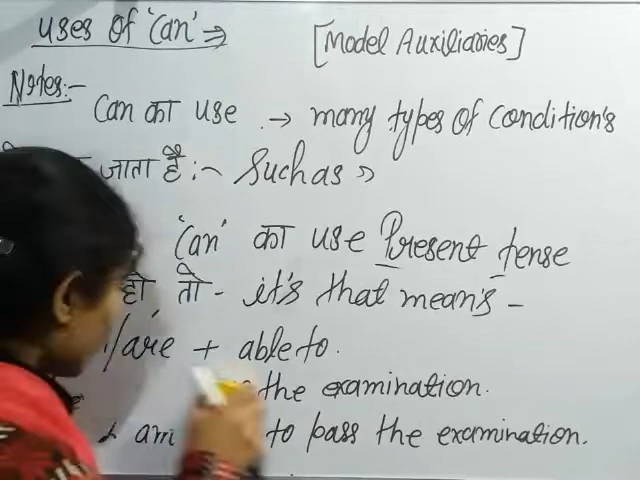 uses of 'Can' ⇒ [Model Auxiliaries]
Notes:-
Can का use → many types of Condition's
जाता है :- Such as
'Can' का use Present tense
हो तो - it's that mean's -
/are + able to.
the examination.
I am to pass the examination.